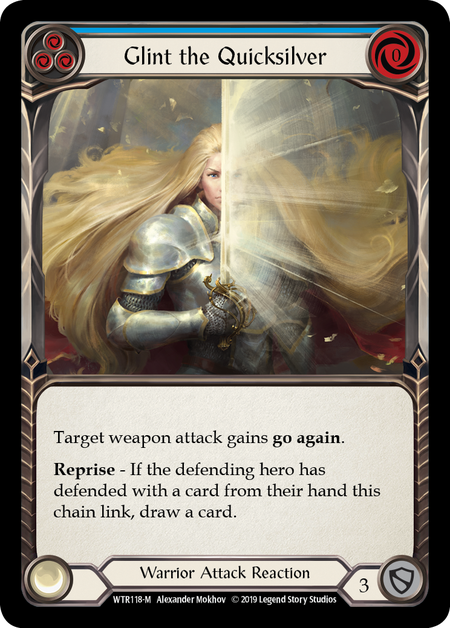 Glint the Quicksilver
0
Target weapon attack gains go again.
Reprise - If the defending hero has
defended with a card from their hand this
chain link, draw a card.
Warrior Attack Reaction
3
WTR118-M Alexander Mokhov © 2019 Legend Story Studios